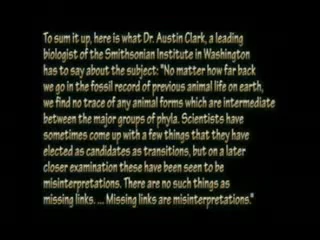 To sum it up, here is what Dr. Austin Clark, a leading
biologist of the Smithsonian Institute in Washington
has to say about the subject: "No matter how far back
we go in the fossil record of previous animal life on earth,
we find no trace of any animal forms which are intermediate
between the major groups of phyla. Scientists have
sometimes come up with a few things that they have
elected as candidates as transitions, but on a later
closer examination these have been seen to be
misinterpretations. There are no such things as
missing links. ... Missing links are misinterpretations."